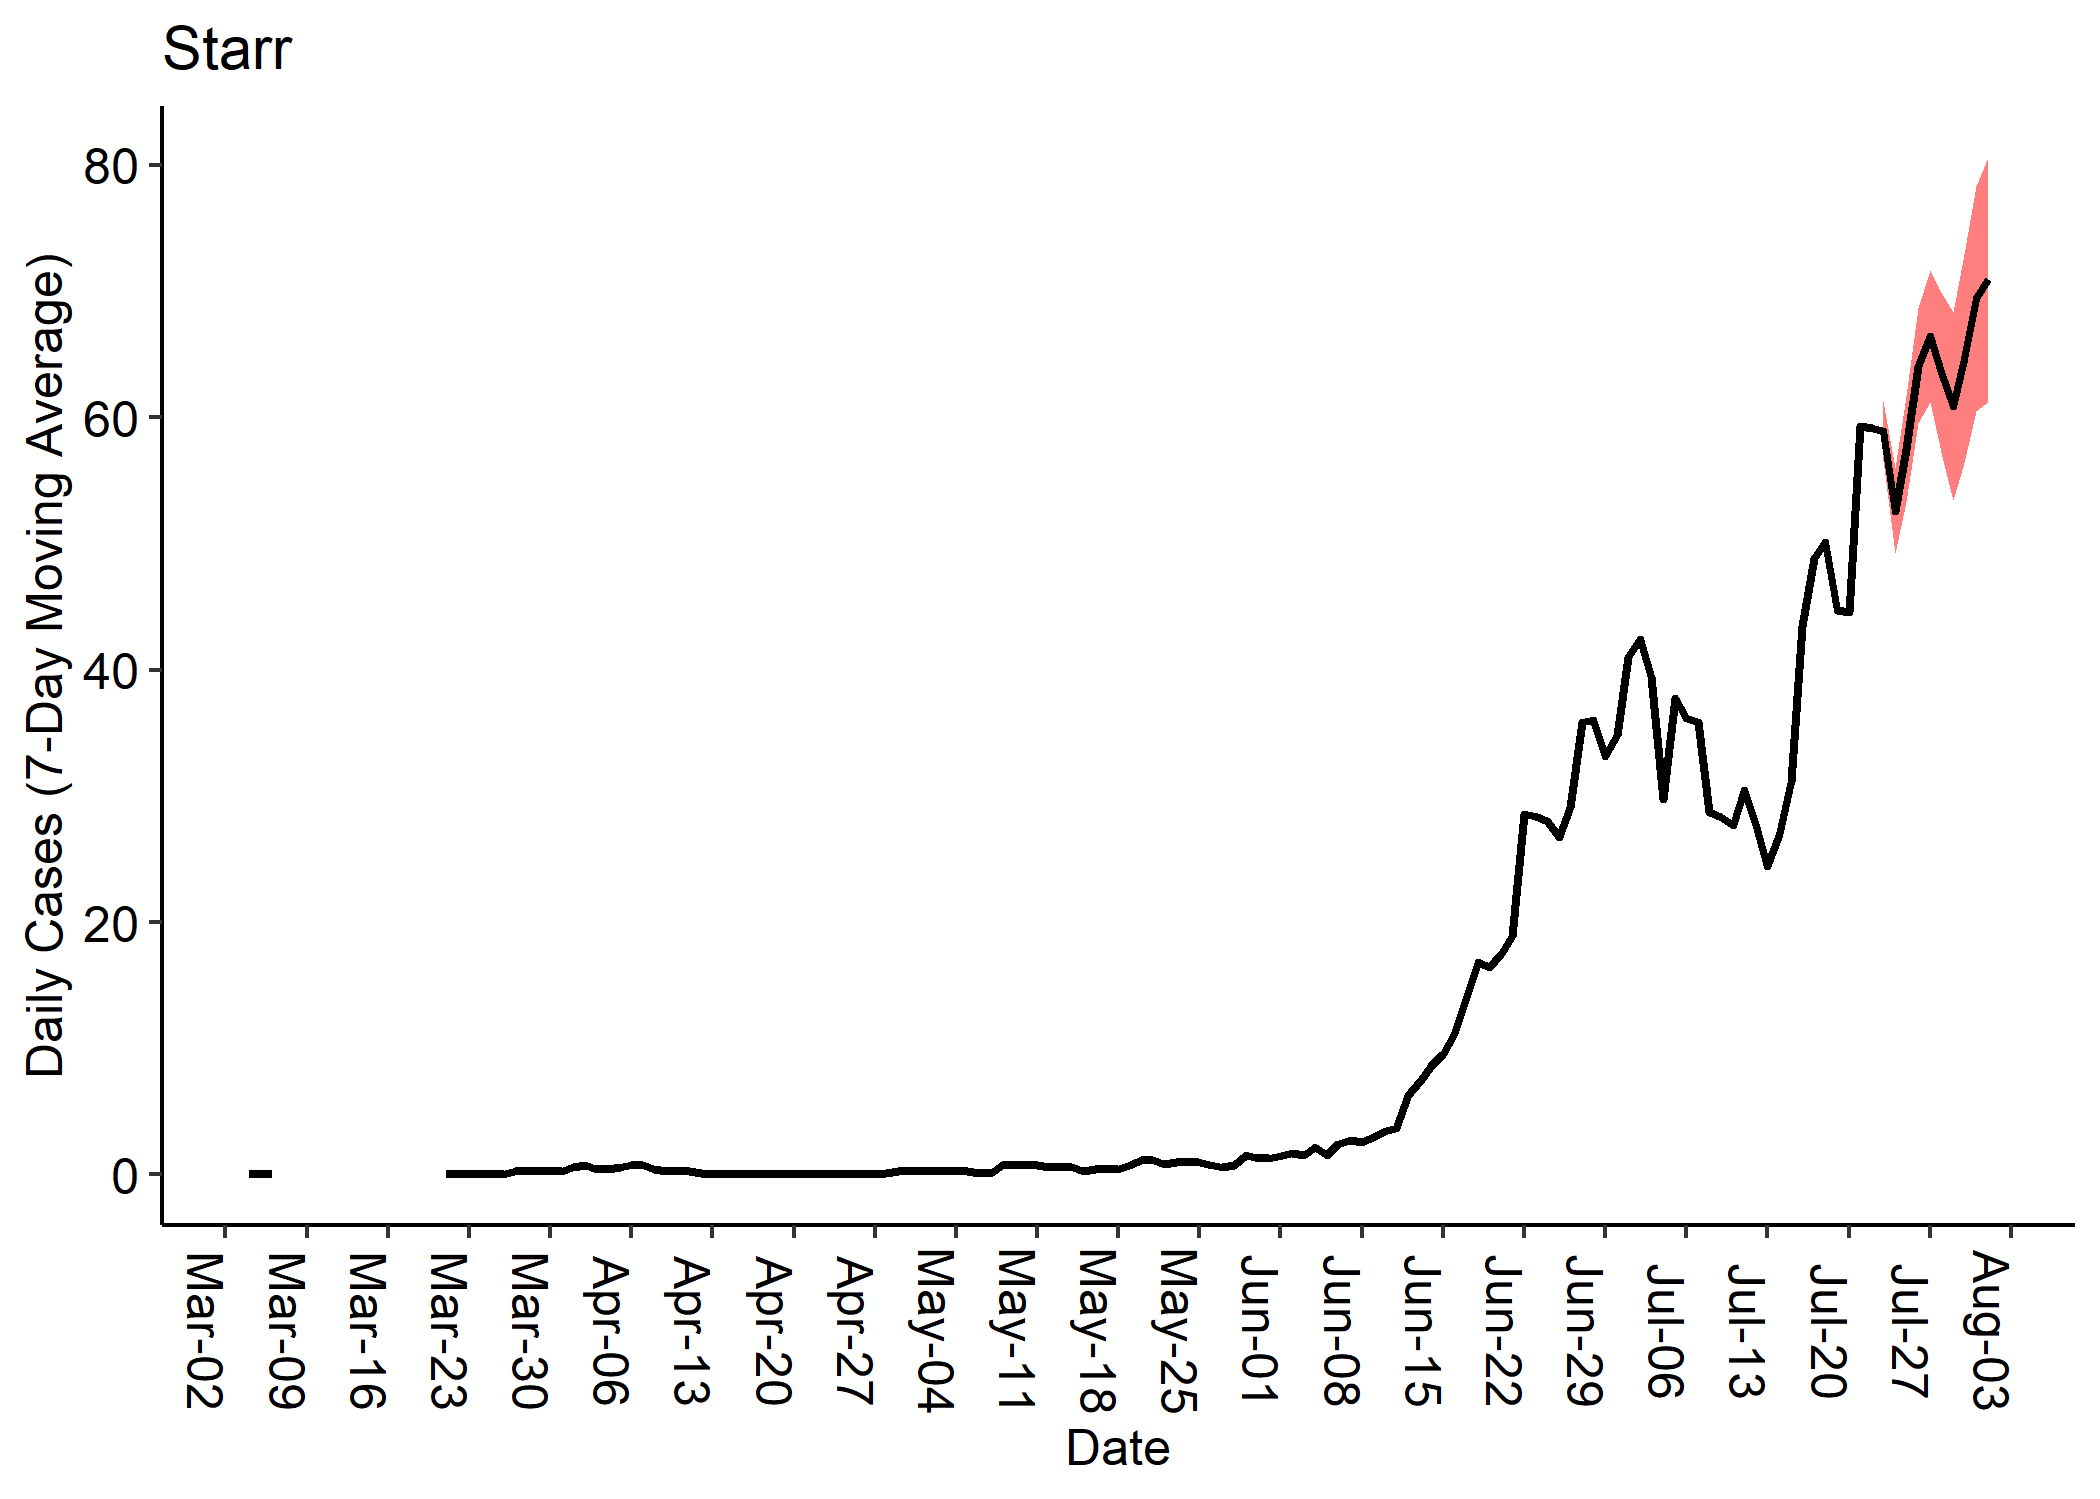 Starr
Daily Cases (7-Day Moving Average)
80
60
40
20
0
Mar-02
Mar-09
Mar-16
Mar-23
Mar-30
Apr-06
Apr-13
Apr-20
Apr-27
May-04
May-11
May-18
May-25
Jun-01
Jun-08
Jun-15
Jun-22
Jun-29
Jul-06
Jul-13
Jul-20
Jul-27
Aug-03
Date